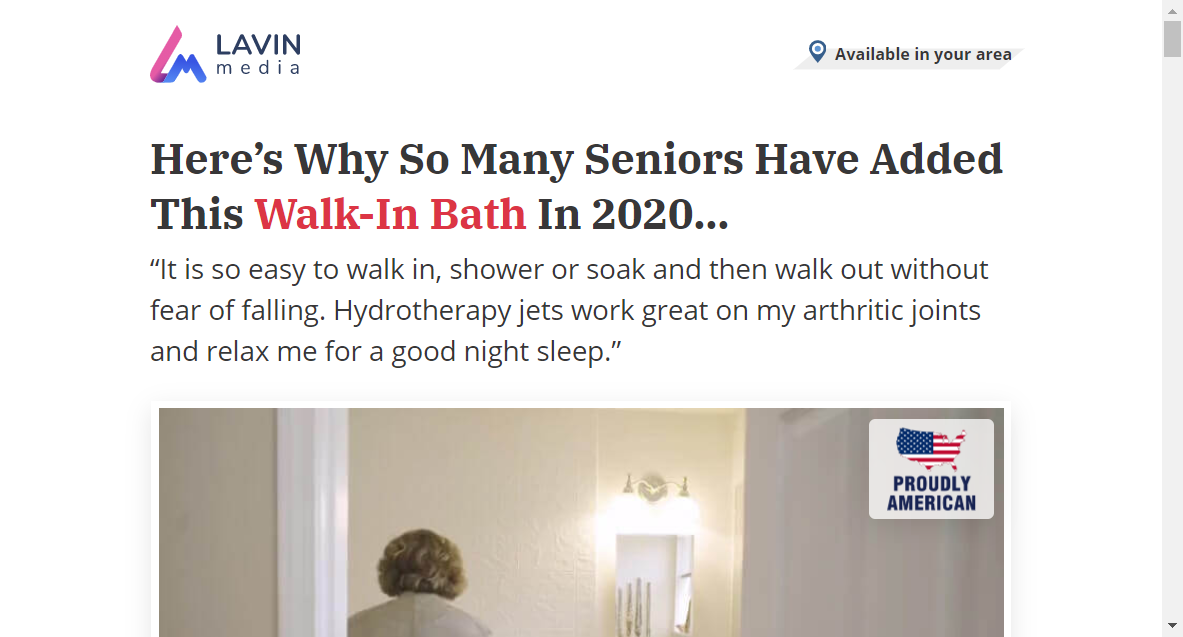 LAVIN
media
Available in your area
Here’s Why So Many Seniors Have Added
This Walk-In Bath In 2020...
“It is so easy to walk in, shower or soak and then walk out without
fear of falling. Hydrotherapy jets work great on my arthritic joints
and relax me for a good night sleep.”
PROUDLY
AMERICAN